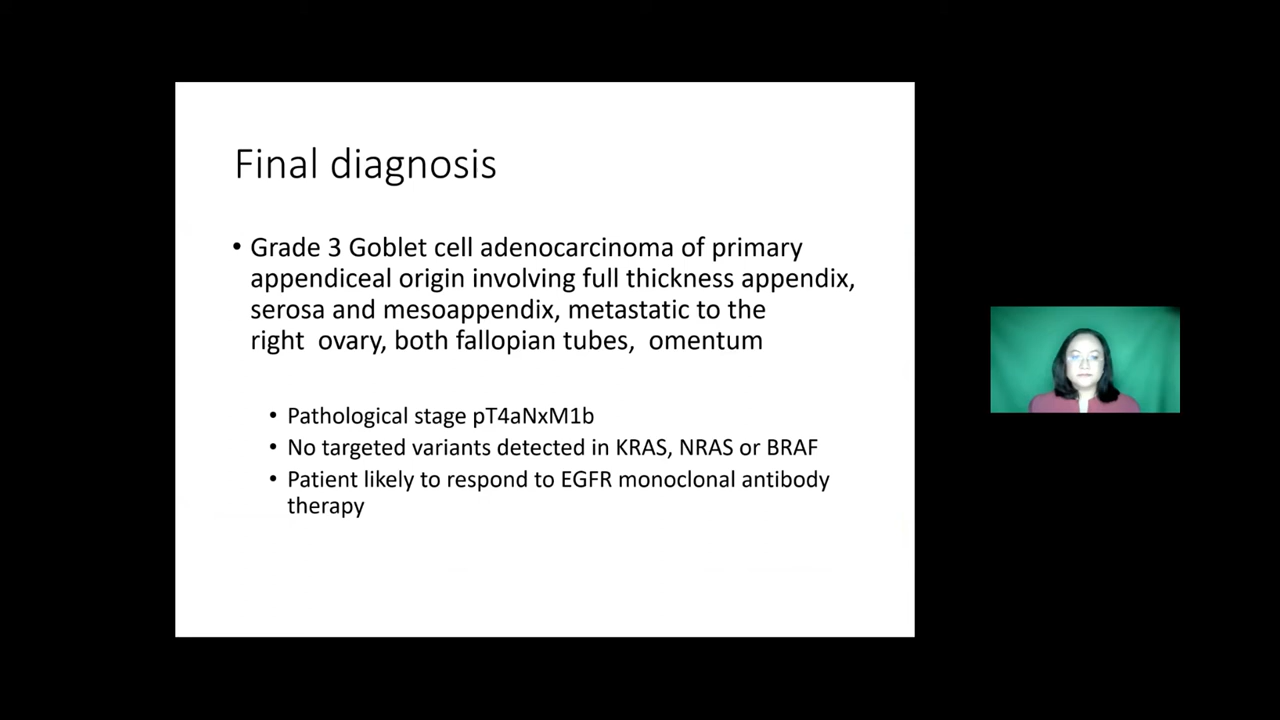 Final diagnosis
• Grade 3 Goblet cell adenocarcinoma of primary
appendiceal origin involving full thickness appendix,
serosa and mesoappendix, metastatic to the
right  ovary, both fallopian tubes,  omentum
• Pathological stage pT4aNxM1b
• No targeted variants detected in KRAS, NRAS or BRAF
• Patient likely to respond to EGFR monoclonal antibody
therapy